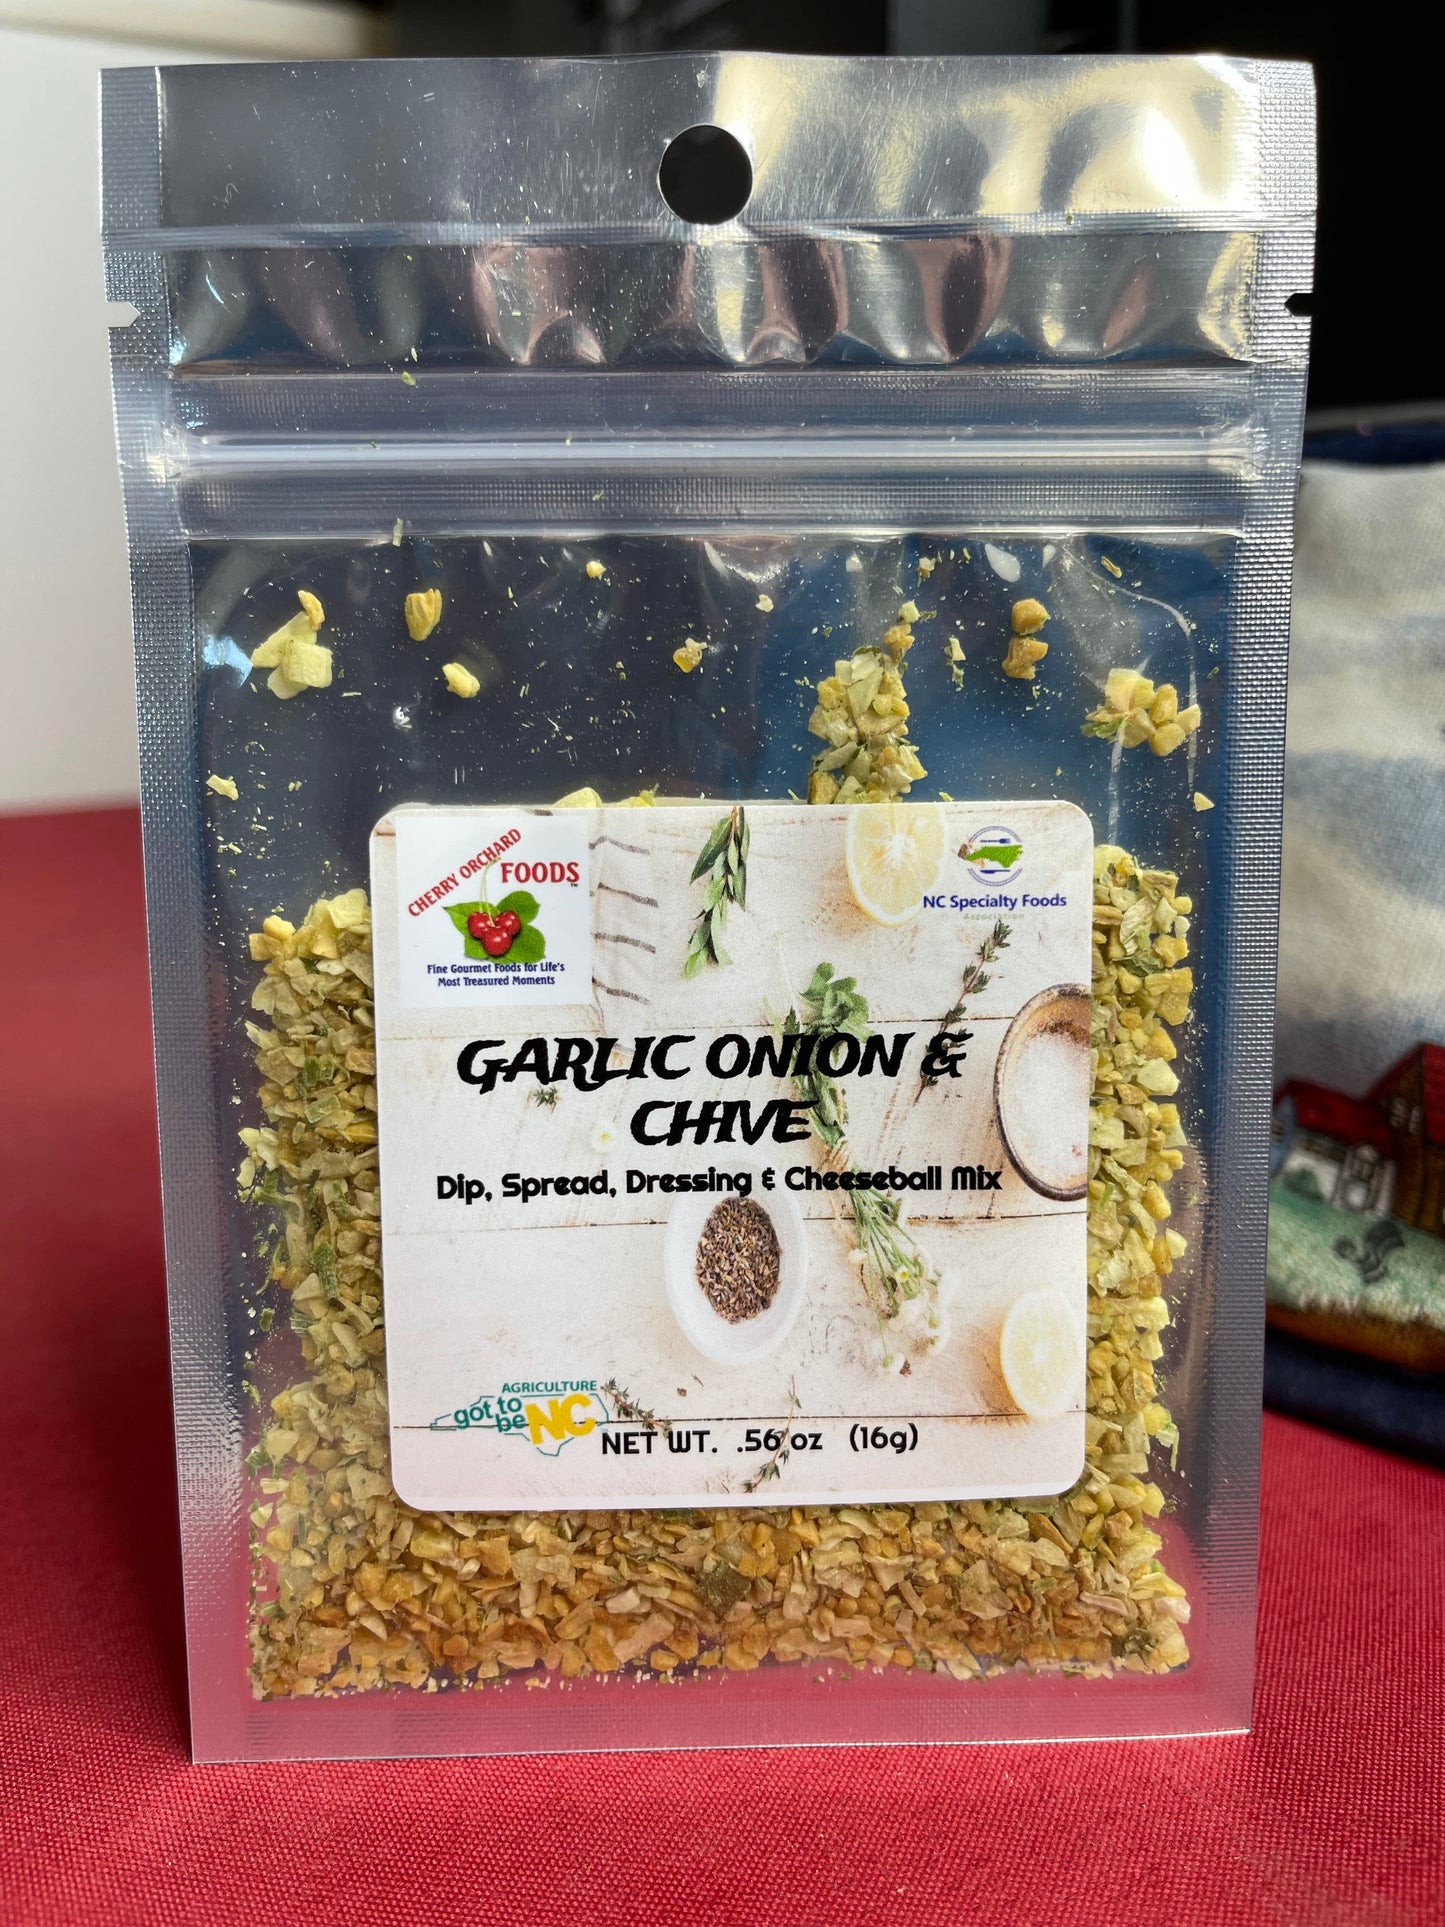 CHERRY ORCHARD
FOODS™
Fine Gourmet Foods for Life's
Most Treasured Moments
NC Specialty Foods
Association
GARLIC ONION &
CHIVE
Dip, Spread, Dressing & Cheeseball Mix
AGRICULTURE
got to
be NC
NET WT. .56 oz (16g)